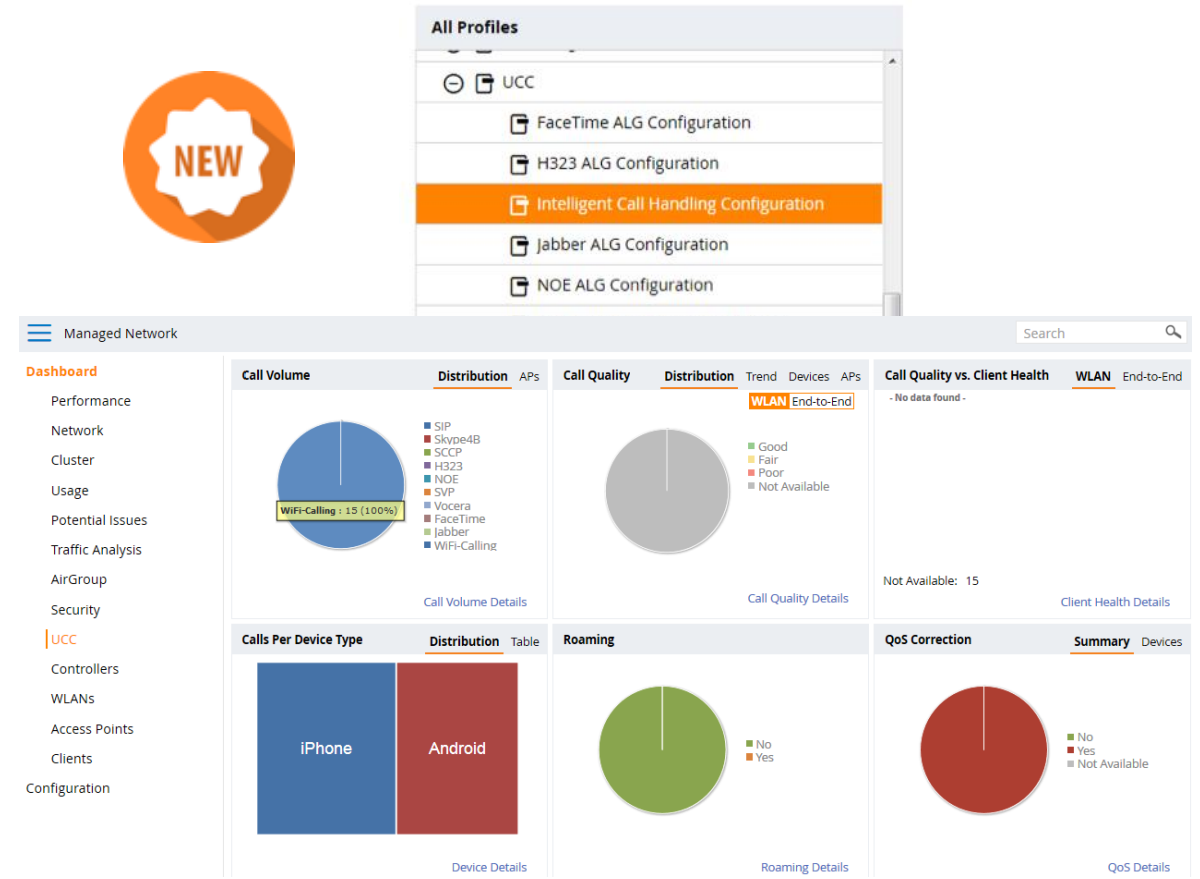 NEW
All Profiles
UCC
FaceTime ALG Configuration
H323 ALG Configuration
Intelligent Call Handling Configuration
Jabber ALG Configuration
NOE ALG Configuration
Managed Network
Search
Dashboard
Performance
Network
Cluster
Usage
Potential Issues
Traffic Analysis
AirGroup
Security
UCC
Controllers
WLANs
Access Points
Clients
Configuration
Call Volume Distribution APs
SIP
Skype4B
SCCP
H323
NOE
SVP
Vocera
FaceTime
Jabber
WiFi-Calling
WiFi-Calling : 15 (100%)
Call Volume Details
Call Quality Distribution Trend Devices APs
WLAN End-to-End
Good
Fair
Poor
Not Available
Call Quality Details
Call Quality vs. Client Health WLAN End-to-End
- No data found -
Not Available: 15
Client Health Details
Calls Per Device Type Distribution Table
iPhone Android
Device Details
Roaming
No
Yes
Roaming Details
QoS Correction Summary Devices
No
Yes
Not Available
QoS Details